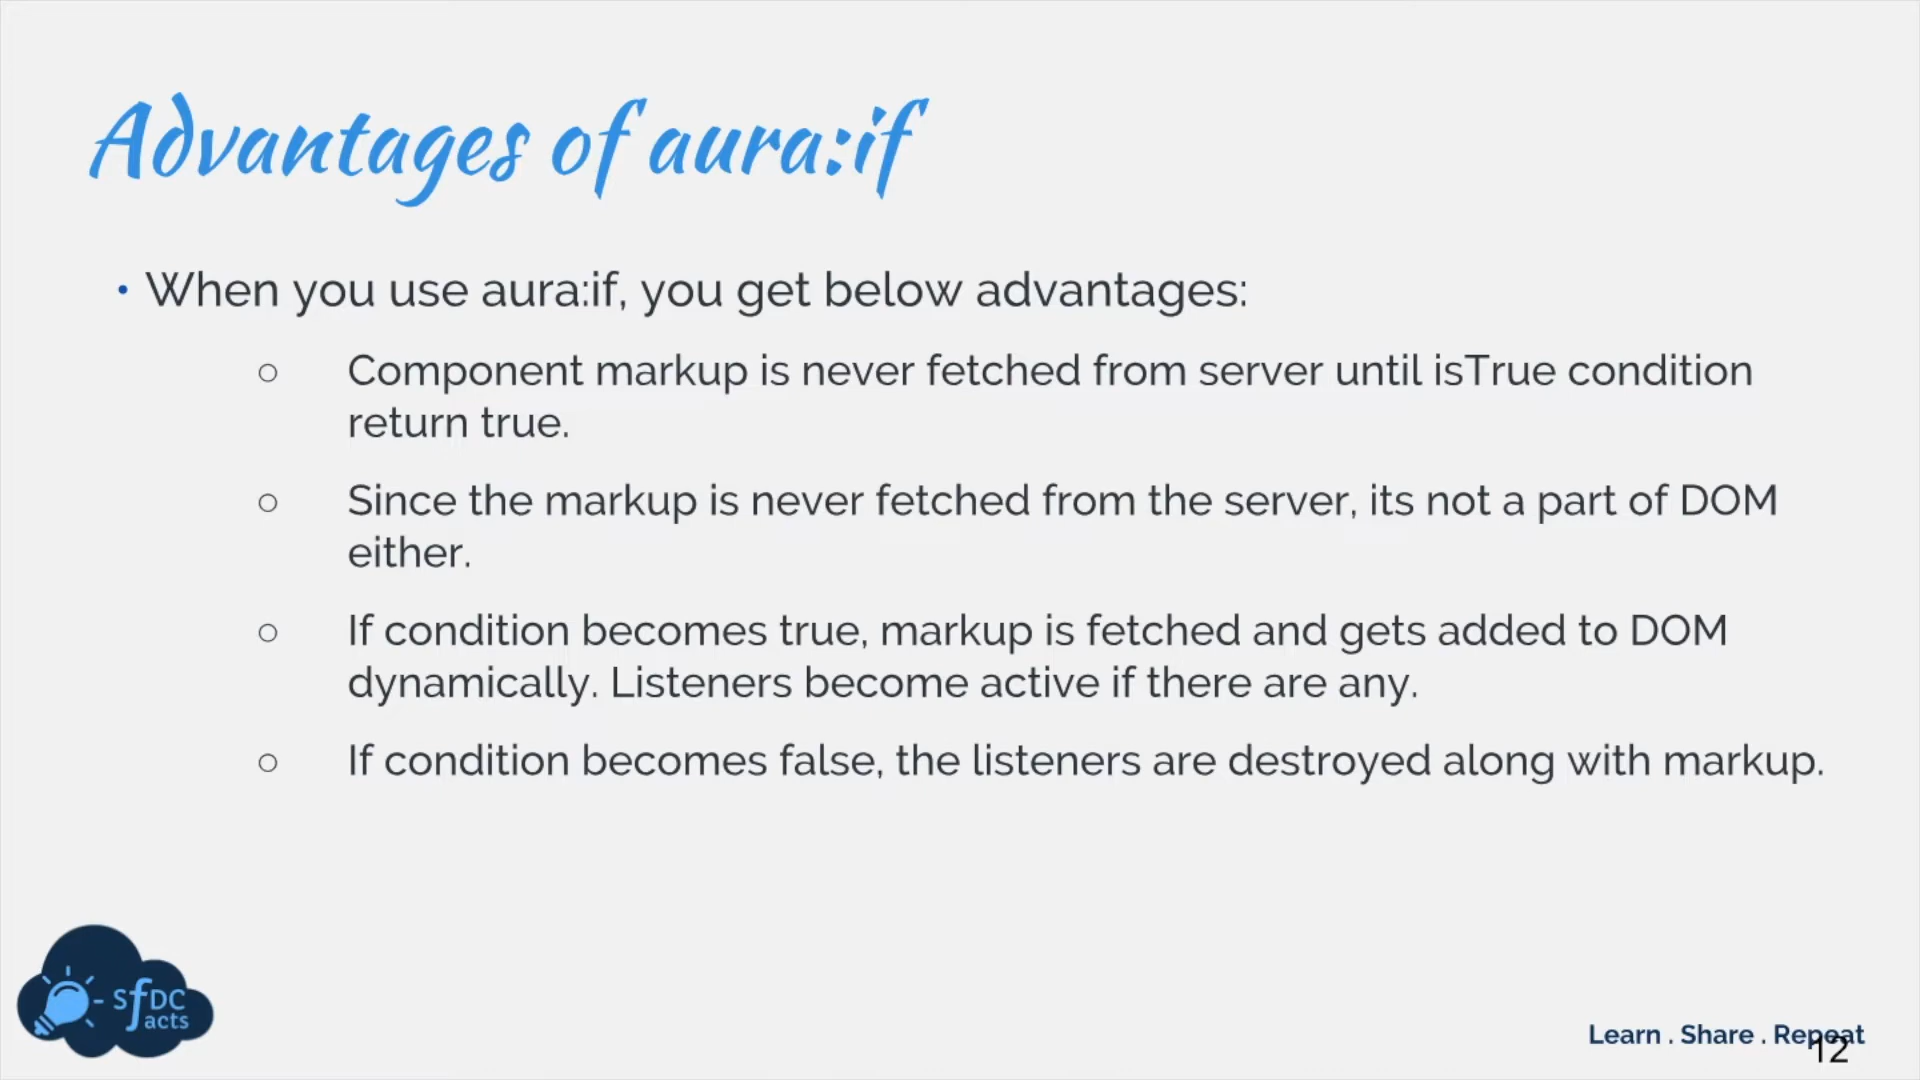 Advantages of aura:if
• When you use aura:if, you get below advantages:
○ Component markup is never fetched from server until isTrue condition
return true.
○ Since the markup is never fetched from the server, its not a part of DOM
either.
○ If condition becomes true, markup is fetched and gets added to DOM
dynamically. Listeners become active if there are any.
○ If condition becomes false, the listeners are destroyed along with markup.
- SfDC
acts
Learn . Share . Repeat
12